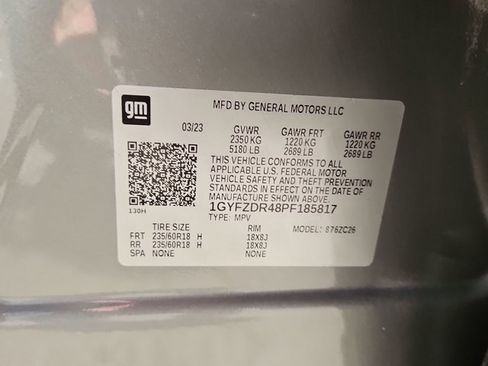 gm
MFD BY GENERAL MOTORS LLC
03/23 GVWR GAWR FRT GAWR RR
2350 KG 1220 KG 1220 KG
5180 LB 2689 LB 2689 LB
THIS VEHICLE CONFORMS TO ALL
APPLICABLE U.S. FEDERAL MOTOR
VEHICLE SAFETY AND THEFT PREVENTION
STANDARDS IN EFFECT ON THE DATE OF
MANUFACTURE SHOWN ABOVE.
1GYFZDR48PF185817
130H
TYPE: MPV
TIRE SIZE RIM MODEL: 876ZC26
FRT 235/60R18 H 18X8J
RR 235/60R18 H 18X8J
SPA NONE NONE